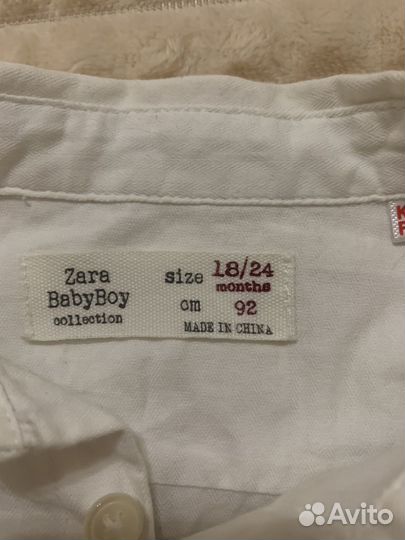 Zara
BabyBoy
collection
size 18/24
months
cm 92
MADE IN CHINA
Avito